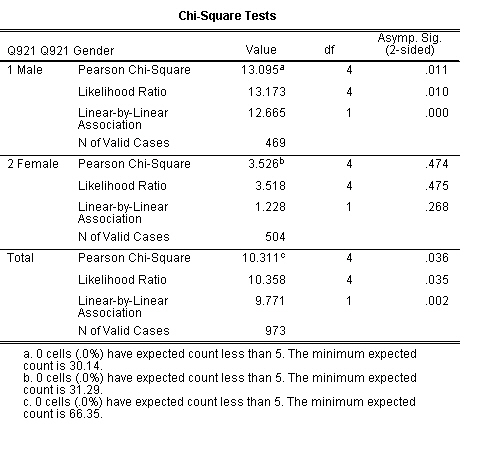 Chi-Square Tests
Q921 Q921 Gender Value df Asymp. Sig. (2-sided)
1 Male Pearson Chi-Square 13.095a 4 .011
Likelihood Ratio 13.173 4 .010
Linear-by-Linear Association 12.665 1 .000
N of Valid Cases 469
2 Female Pearson Chi-Square 3.526b 4 .474
Likelihood Ratio 3.518 4 .475
Linear-by-Linear Association 1.228 1 .268
N of Valid Cases 504
Total Pearson Chi-Square 10.311c 4 .036
Likelihood Ratio 10.358 4 .035
Linear-by-Linear Association 9.771 1 .002
N of Valid Cases 973
a. 0 cells (.0%) have expected count less than 5. The minimum expected
count is 30.14.
b. 0 cells (.0%) have expected count less than 5. The minimum expected
count is 31.29.
c. 0 cells (.0%) have expected count less than 5. The minimum expected
count is 66.35.